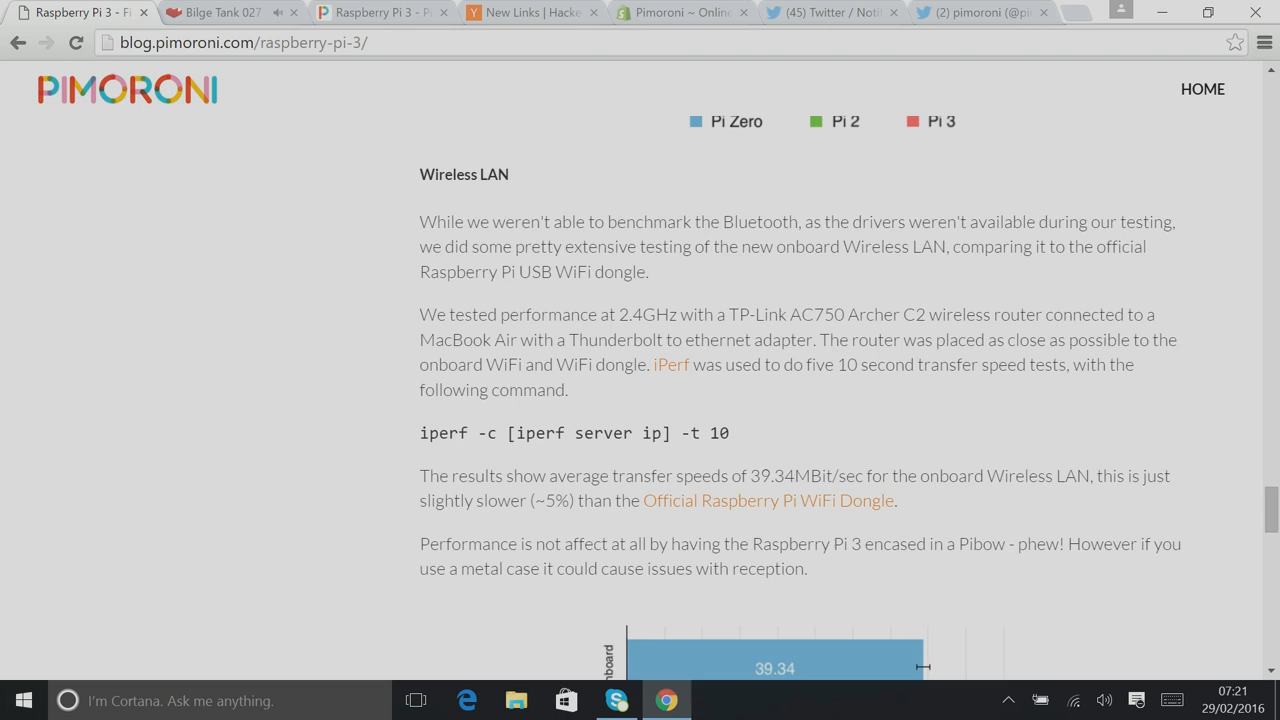 Raspberry Pi 3 - Fi
Bilge Tank 027
Raspberry Pi 3 - P
New Links | Hacke
Pimoroni ~ Online
(45) Twitter / Noti
(2) pimoroni (@pi
blog.pimoroni.com/raspberry-pi-3/
PIMORONI
HOME
Pi Zero Pi 2 Pi 3
Wireless LAN
While we weren't able to benchmark the Bluetooth, as the drivers weren't available during our testing,
we did some pretty extensive testing of the new onboard Wireless LAN, comparing it to the official
Raspberry Pi USB WiFi dongle.
We tested performance at 2.4GHz with a TP-Link AC750 Archer C2 wireless router connected to a
MacBook Air with a Thunderbolt to ethernet adapter. The router was placed as close as possible to the
onboard WiFi and WiFi dongle. iPerf was used to do five 10 second transfer speed tests, with the
following command.
iperf -c [iperf server ip] -t 10
The results show average transfer speeds of 39.34MBit/sec for the onboard Wireless LAN, this is just
slightly slower (~5%) than the Official Raspberry Pi WiFi Dongle.
Performance is not affect at all by having the Raspberry Pi 3 encased in a Pibow - phew! However if you
use a metal case it could cause issues with reception.
nboard
39.34
I'm Cortana. Ask me anything.
07:21
29/02/2016